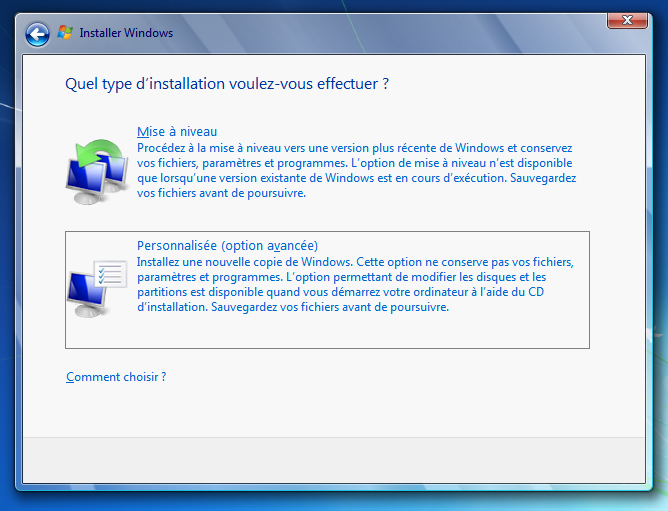 Installer Windows
Quel type d'installation voulez-vous effectuer ?
Mise à niveau
Procédez à la mise à niveau vers une version plus récente de Windows et conservez
vos fichiers, paramètres et programmes. L'option de mise à niveau n'est disponible
que lorsqu'une version existante de Windows est en cours d'exécution. Sauvegardez
vos fichiers avant de poursuivre.
Personnalisée (option avancée)
Installez une nouvelle copie de Windows. Cette option ne conserve pas vos fichiers,
paramètres et programmes. L'option permettant de modifier les disques et les
partitions est disponible quand vous démarrez votre ordinateur à l'aide du CD
d'installation. Sauvegardez vos fichiers avant de poursuivre.
Comment choisir ?